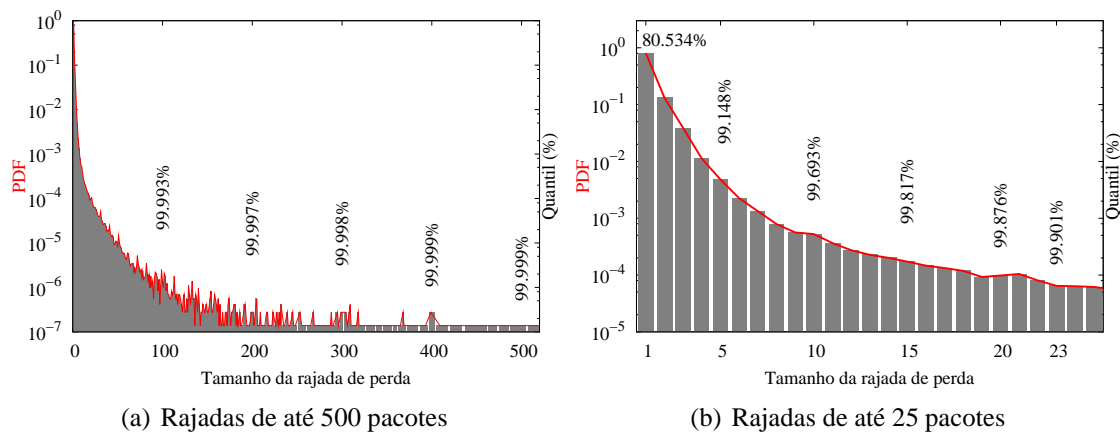 PDF
10^0
10^-1
10^-2
10^-3
10^-4
10^-5
10^-6
10^-7
99.993%
99.997%
99.998%
99.999%
99.999%
Quantil (%)
0 100 200 300 400 500
Tamanho da rajada de perda
(a) Rajadas de até 500 pacotes
PDF
10^0
10^-1
10^-2
10^-3
10^-4
10^-5
80.534%
99.148%
99.693%
99.817%
99.876%
99.901%
Quantil (%)
1 5 10 15 20 23
Tamanho da rajada de perda
(b) Rajadas de até 25 pacotes